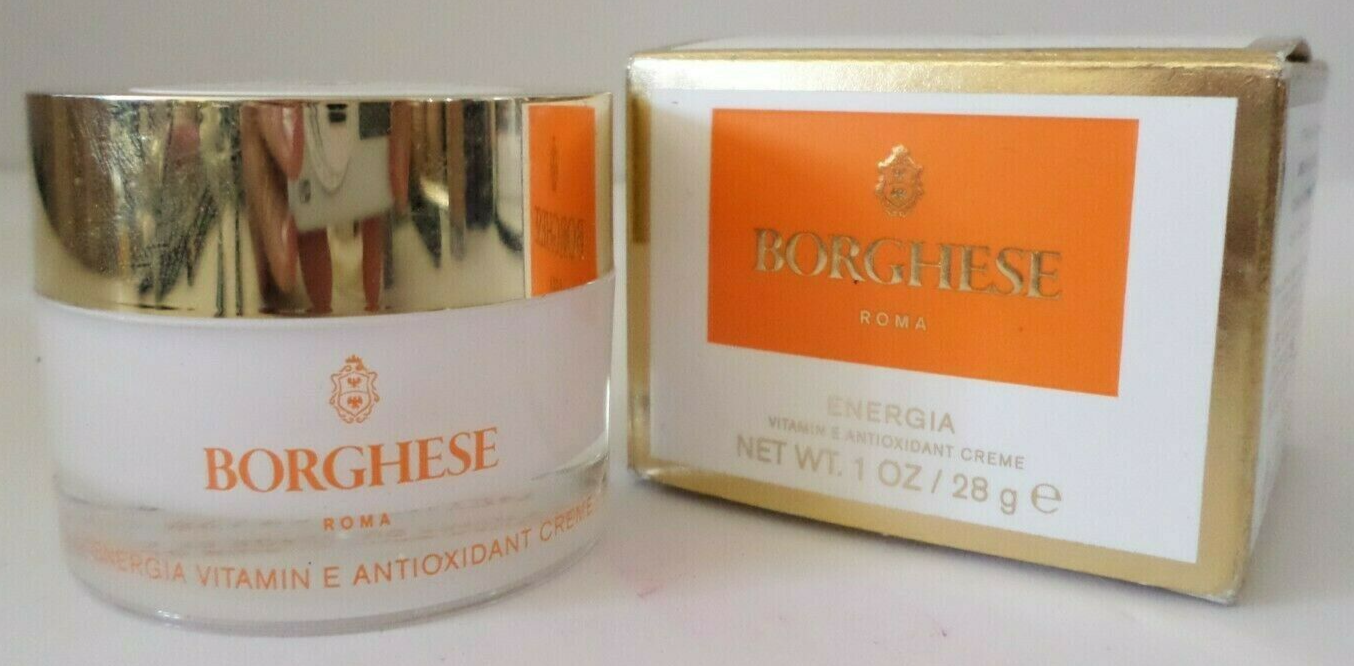 BORGHESE
ROMA
ENERGIA VITAMIN E ANTIOXIDANT CREME
BORGHESE
ROMA
ENERGIA
VITAMIN E ANTIOXIDANT CREME
NET WT. 1 OZ / 28 g ℮